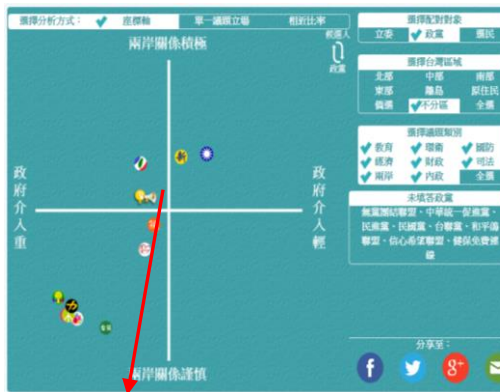 選擇分析方式：
座標軸
單一議題立場
相近比率
候選人
政黨
兩岸關係積極
政府介入重
政府介入輕
兩岸關係謹慎
新
選擇配對對象
立委 政黨 選民
選擇台灣區域
北部 中部 南部
東部 離島 原住民
僑選 不分區 全選
選擇議題類別
教育 環衛 國防
經濟 財政 司法
兩岸 內政 全選
未填答政黨
無黨團結聯盟、中華統一促進黨、
民進黨、民國黨、台聯黨、和平鴿
聯盟、信心希望聯盟、健保免費連
線
分享至：
f
8+